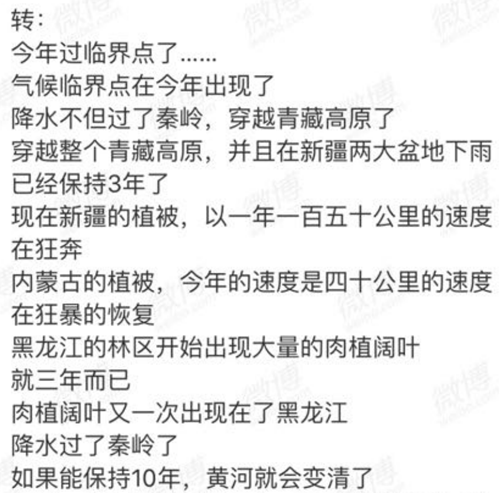 转：
今年过临界点了……
气候临界点在今年出现了
降水不但过了秦岭，穿越青藏高原了
穿越整个青藏高原，并且在新疆两大盆地下雨
已经保持3年了
现在新疆的植被，以一年一百五十公里的速度
在狂奔
内蒙古的植被，今年的速度是四十公里的速度
在狂暴的恢复
黑龙江的林区开始出现大量的肉植阔叶
就三年而已
肉植阔叶又一次出现在了黑龙江
降水过了秦岭了
如果能保持10年，黄河就会变清了